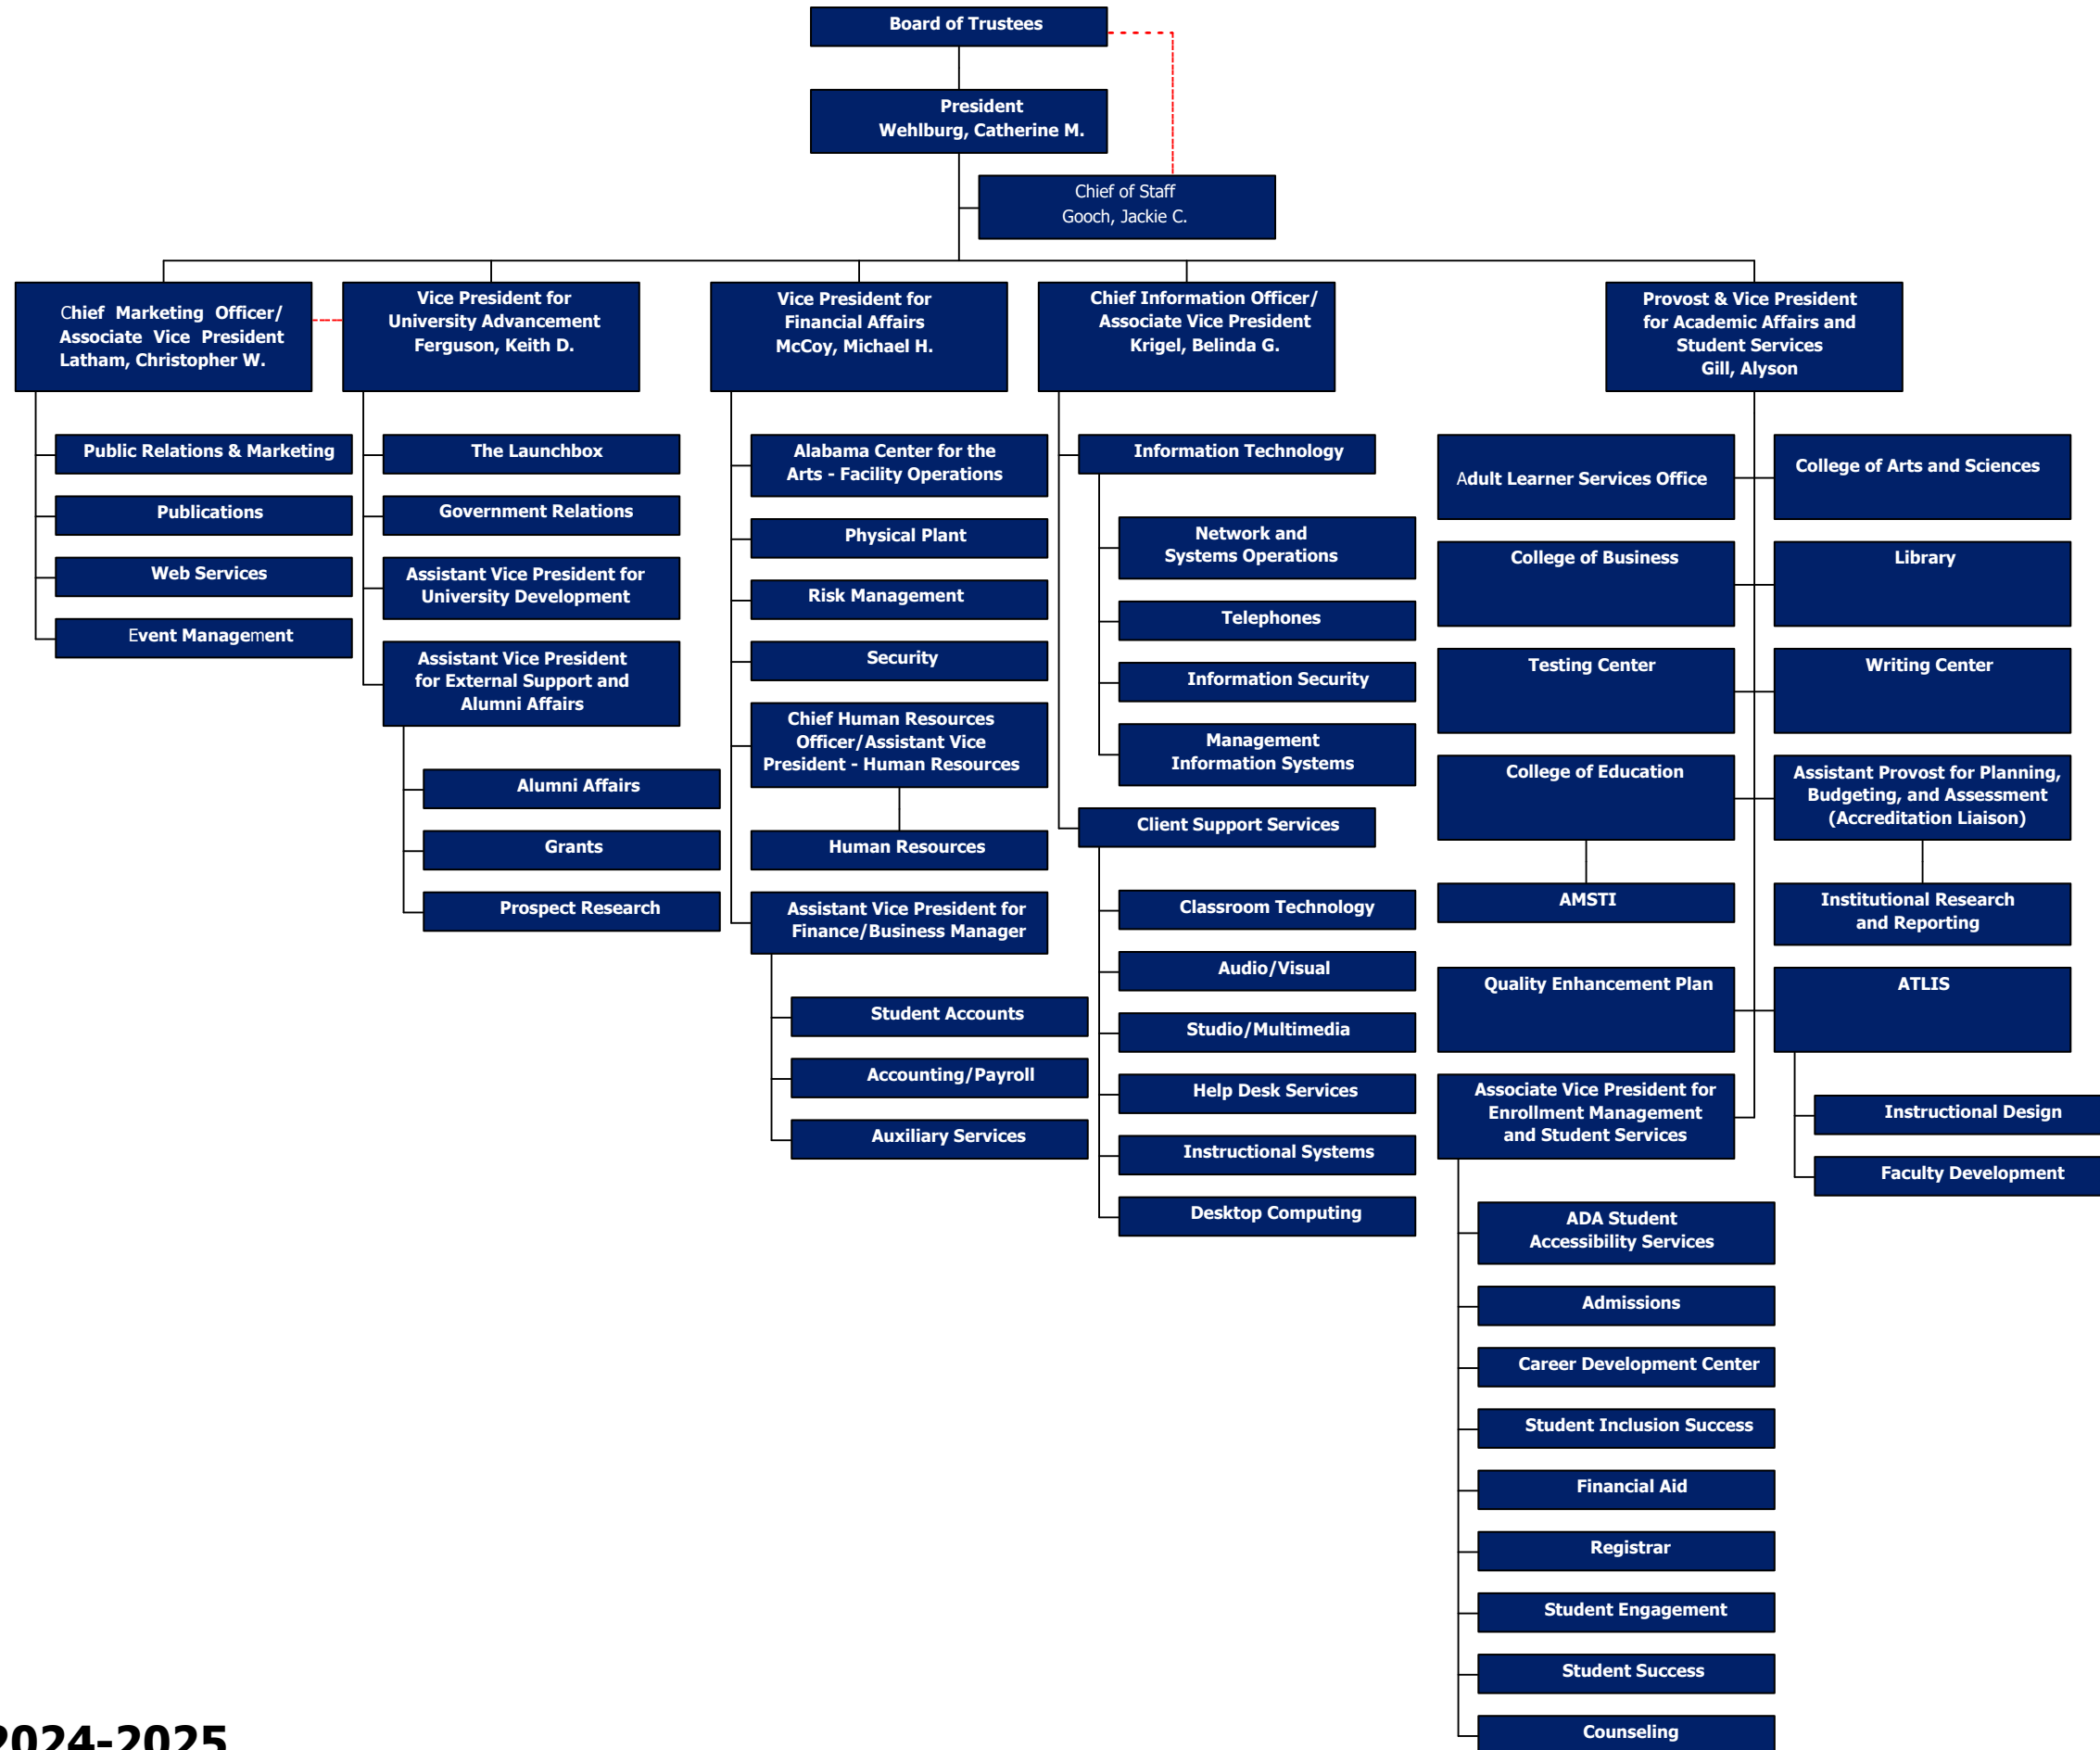 Board of Trustees
President
Wehlburg, Catherine M.
Chief of Staff
Gooch, Jackie C.
Chief Marketing Officer/
Associate Vice President
Latham, Christopher W.
Public Relations & Marketing
Publications
Web Services
Event Management
Vice President for
University Advancement
Ferguson, Keith D.
The Launchbox
Government Relations
Assistant Vice President for
University Development
Assistant Vice President
for External Support and
Alumni Affairs
Alumni Affairs
Grants
Prospect Research
Vice President for
Financial Affairs
McCoy, Michael H.
Alabama Center for the
Arts - Facility Operations
Physical Plant
Risk Management
Security
Chief Human Resources
Officer/Assistant Vice
President - Human Resources
Human Resources
Assistant Vice President for
Finance/Business Manager
Student Accounts
Accounting/Payroll
Auxiliary Services
Chief Information Officer/
Associate Vice President
Krigel, Belinda G.
Information Technology
Network and
Systems Operations
Telephones
Information Security
Management
Information Systems
Client Support Services
Classroom Technology
Audio/Visual
Studio/Multimedia
Help Desk Services
Instructional Systems
Desktop Computing
Provost & Vice President
for Academic Affairs and
Student Services
Gill, Alyson
Adult Learner Services Office
College of Arts and Sciences
College of Business
Library
Testing Center
Writing Center
College of Education
Assistant Provost for Planning,
Budgeting, and Assessment
(Accreditation Liaison)
AMSTI
Institutional Research
and Reporting
Quality Enhancement Plan
ATLIS
Instructional Design
Faculty Development
Associate Vice President for
Enrollment Management
and Student Services
ADA Student
Accessibility Services
Admissions
Career Development Center
Student Inclusion Success
Financial Aid
Registrar
Student Engagement
Student Success
Counseling
2024-2025